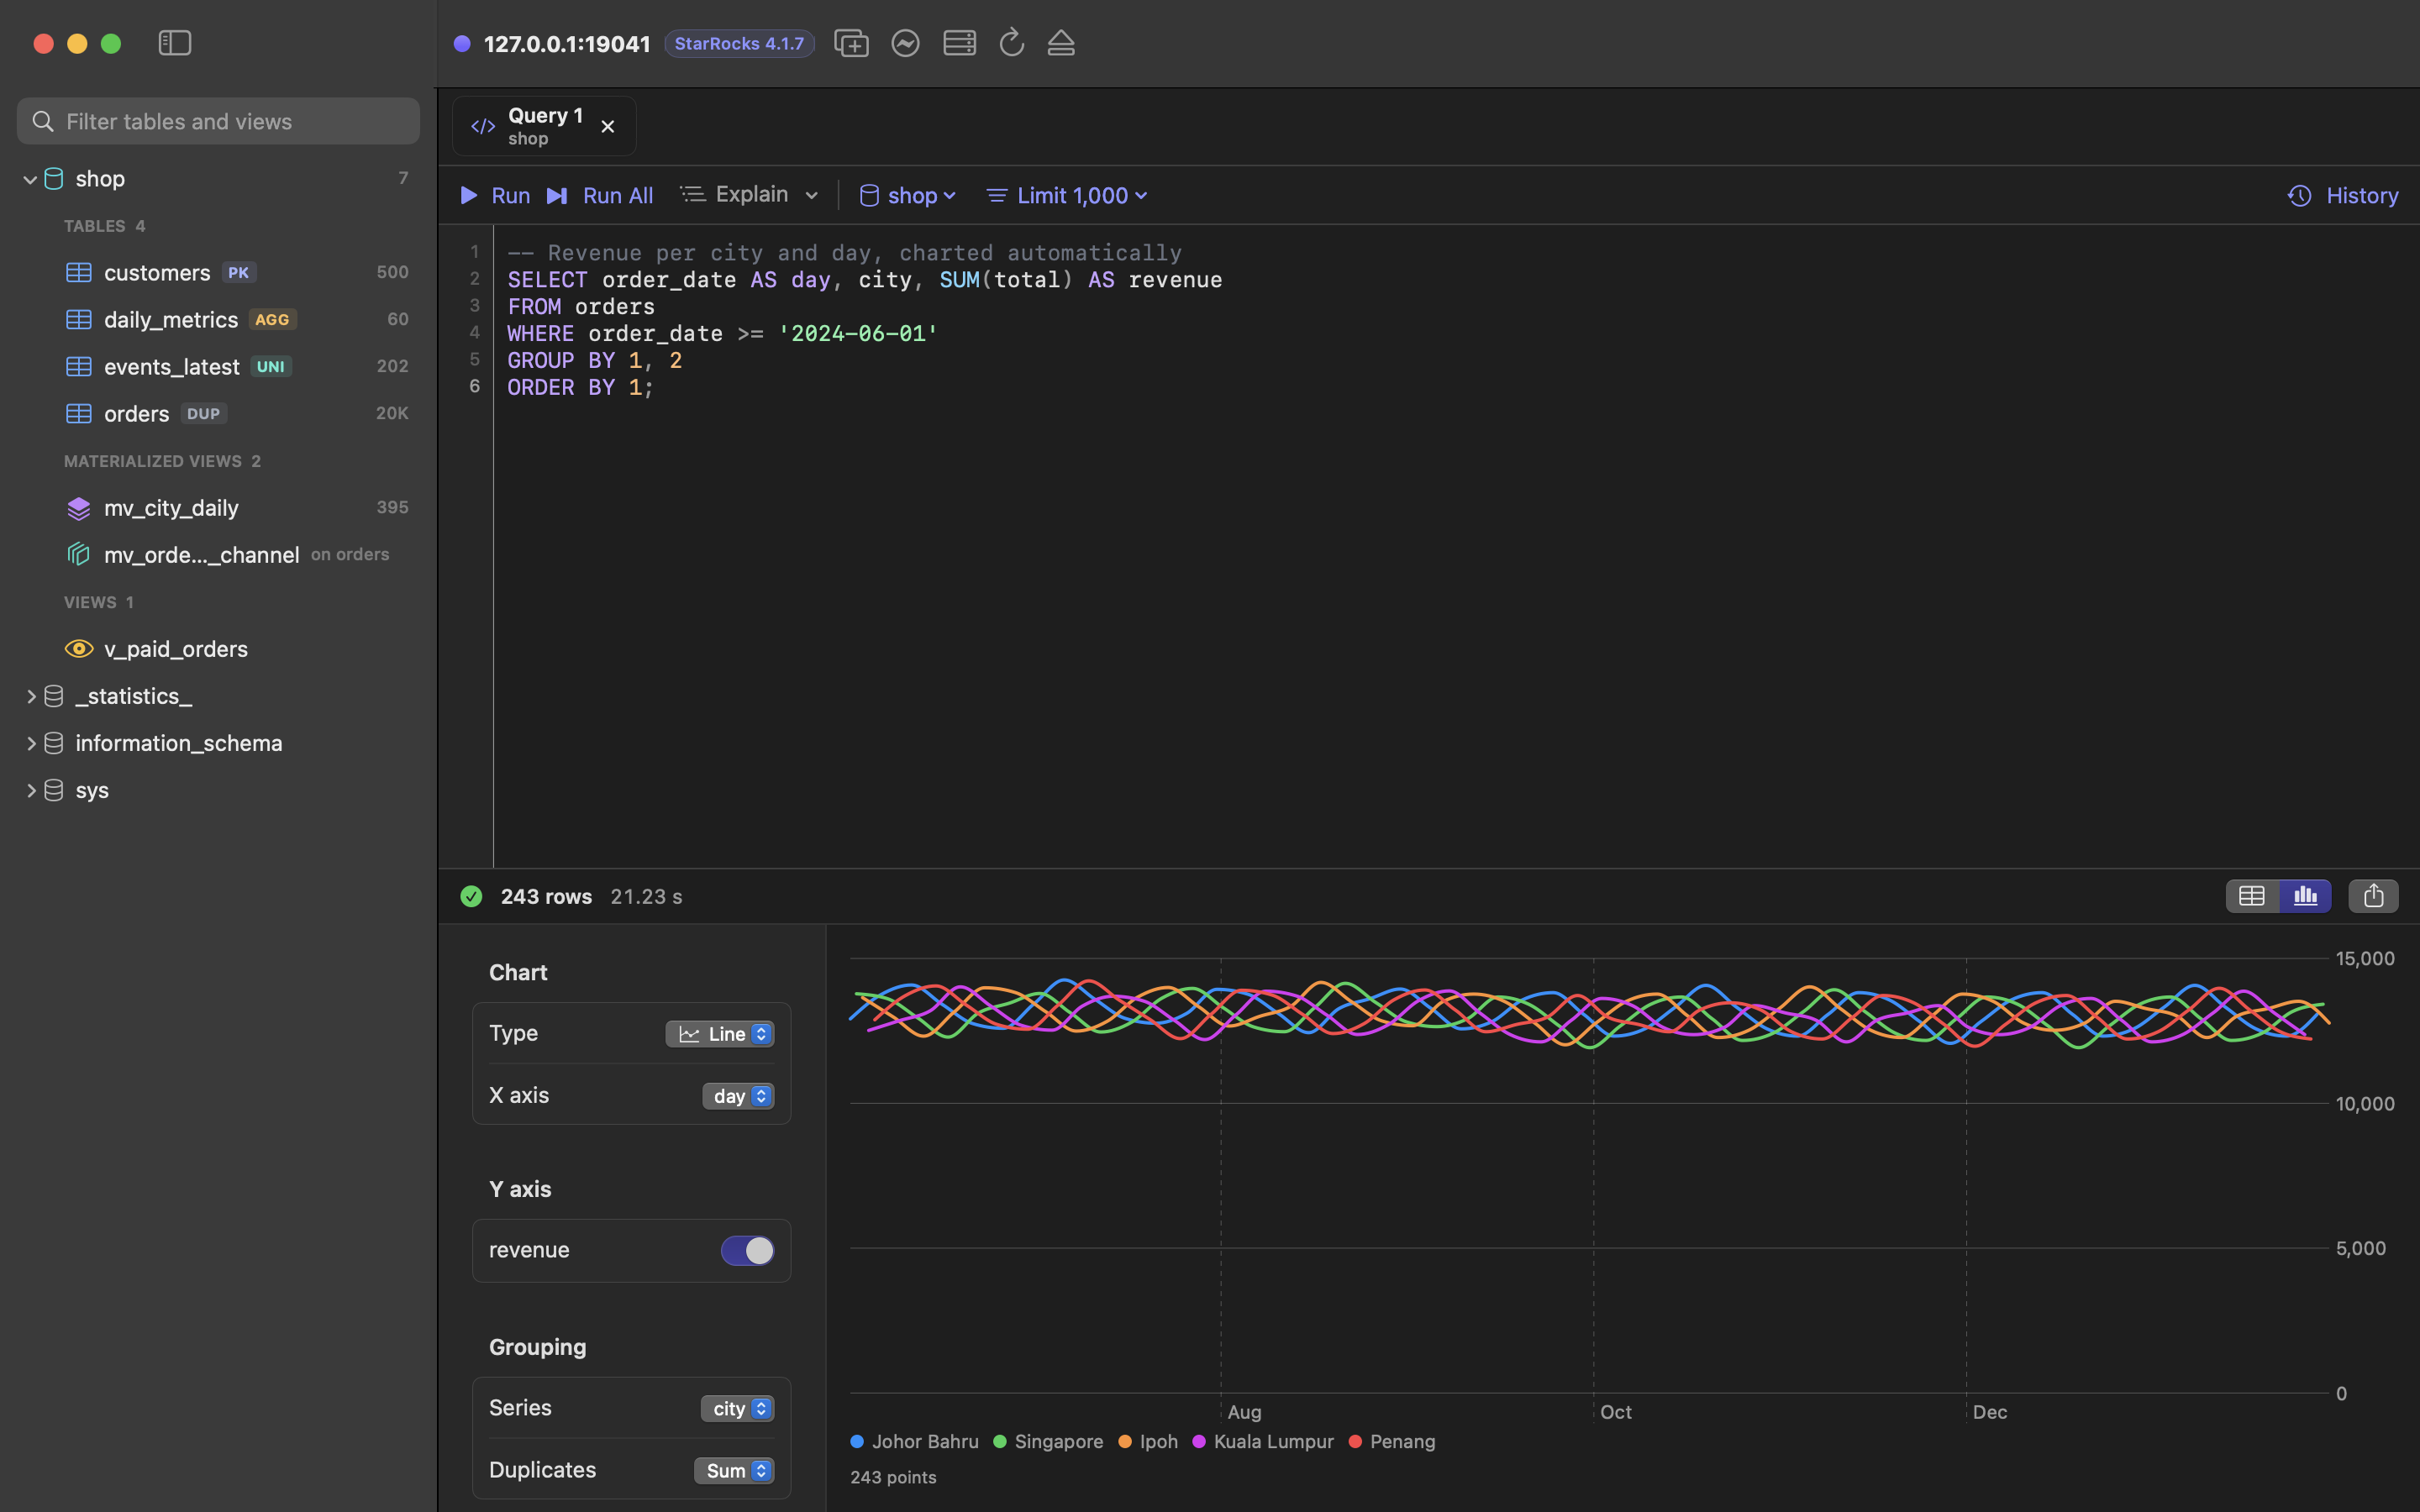 127.0.0.1:19041 StarRocks 4.1.7
Filter tables and views
shop 7
TABLES 4
customers PK 500
daily_metrics AGG 60
events_latest UNI 202
orders DUP 20K
MATERIALIZED VIEWS 2
mv_city_daily 395
mv_orde..._channel on orders
VIEWS 1
v_paid_orders
_statistics_
information_schema
sys
</> Query 1
shop
Run Run All Explain shop Limit 1,000 History
1 -- Revenue per city and day, charted automatically
2 SELECT order_date AS day, city, SUM(total) AS revenue
3 FROM orders
4 WHERE order_date >= '2024-06-01'
5 GROUP BY 1, 2
6 ORDER BY 1;
243 rows 21.23 s
Chart
Type Line
X axis day
Y axis
revenue
Grouping
Series city
Duplicates Sum
15,000
10,000
5,000
0
Aug Oct Dec
Johor Bahru Singapore Ipoh Kuala Lumpur Penang
243 points